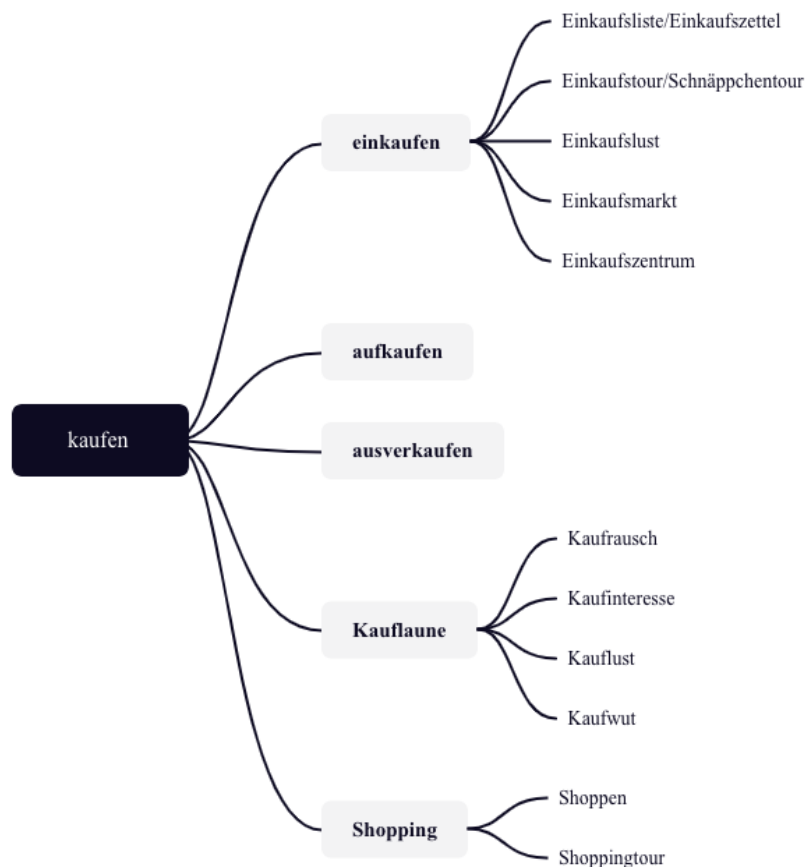 Einkaufsliste/Einkaufszettel
Einkaufstour/Schnäppchentour
einkaufen
Einkaufslust
Einkaufsmarkt
Einkaufszentrum
aufkaufen
kaufen
ausverkaufen
Kaufrausch
Kaufinteresse
Kauflaune
Kauflust
Kaufwut
Shoppen
Shopping
Shoppingtour